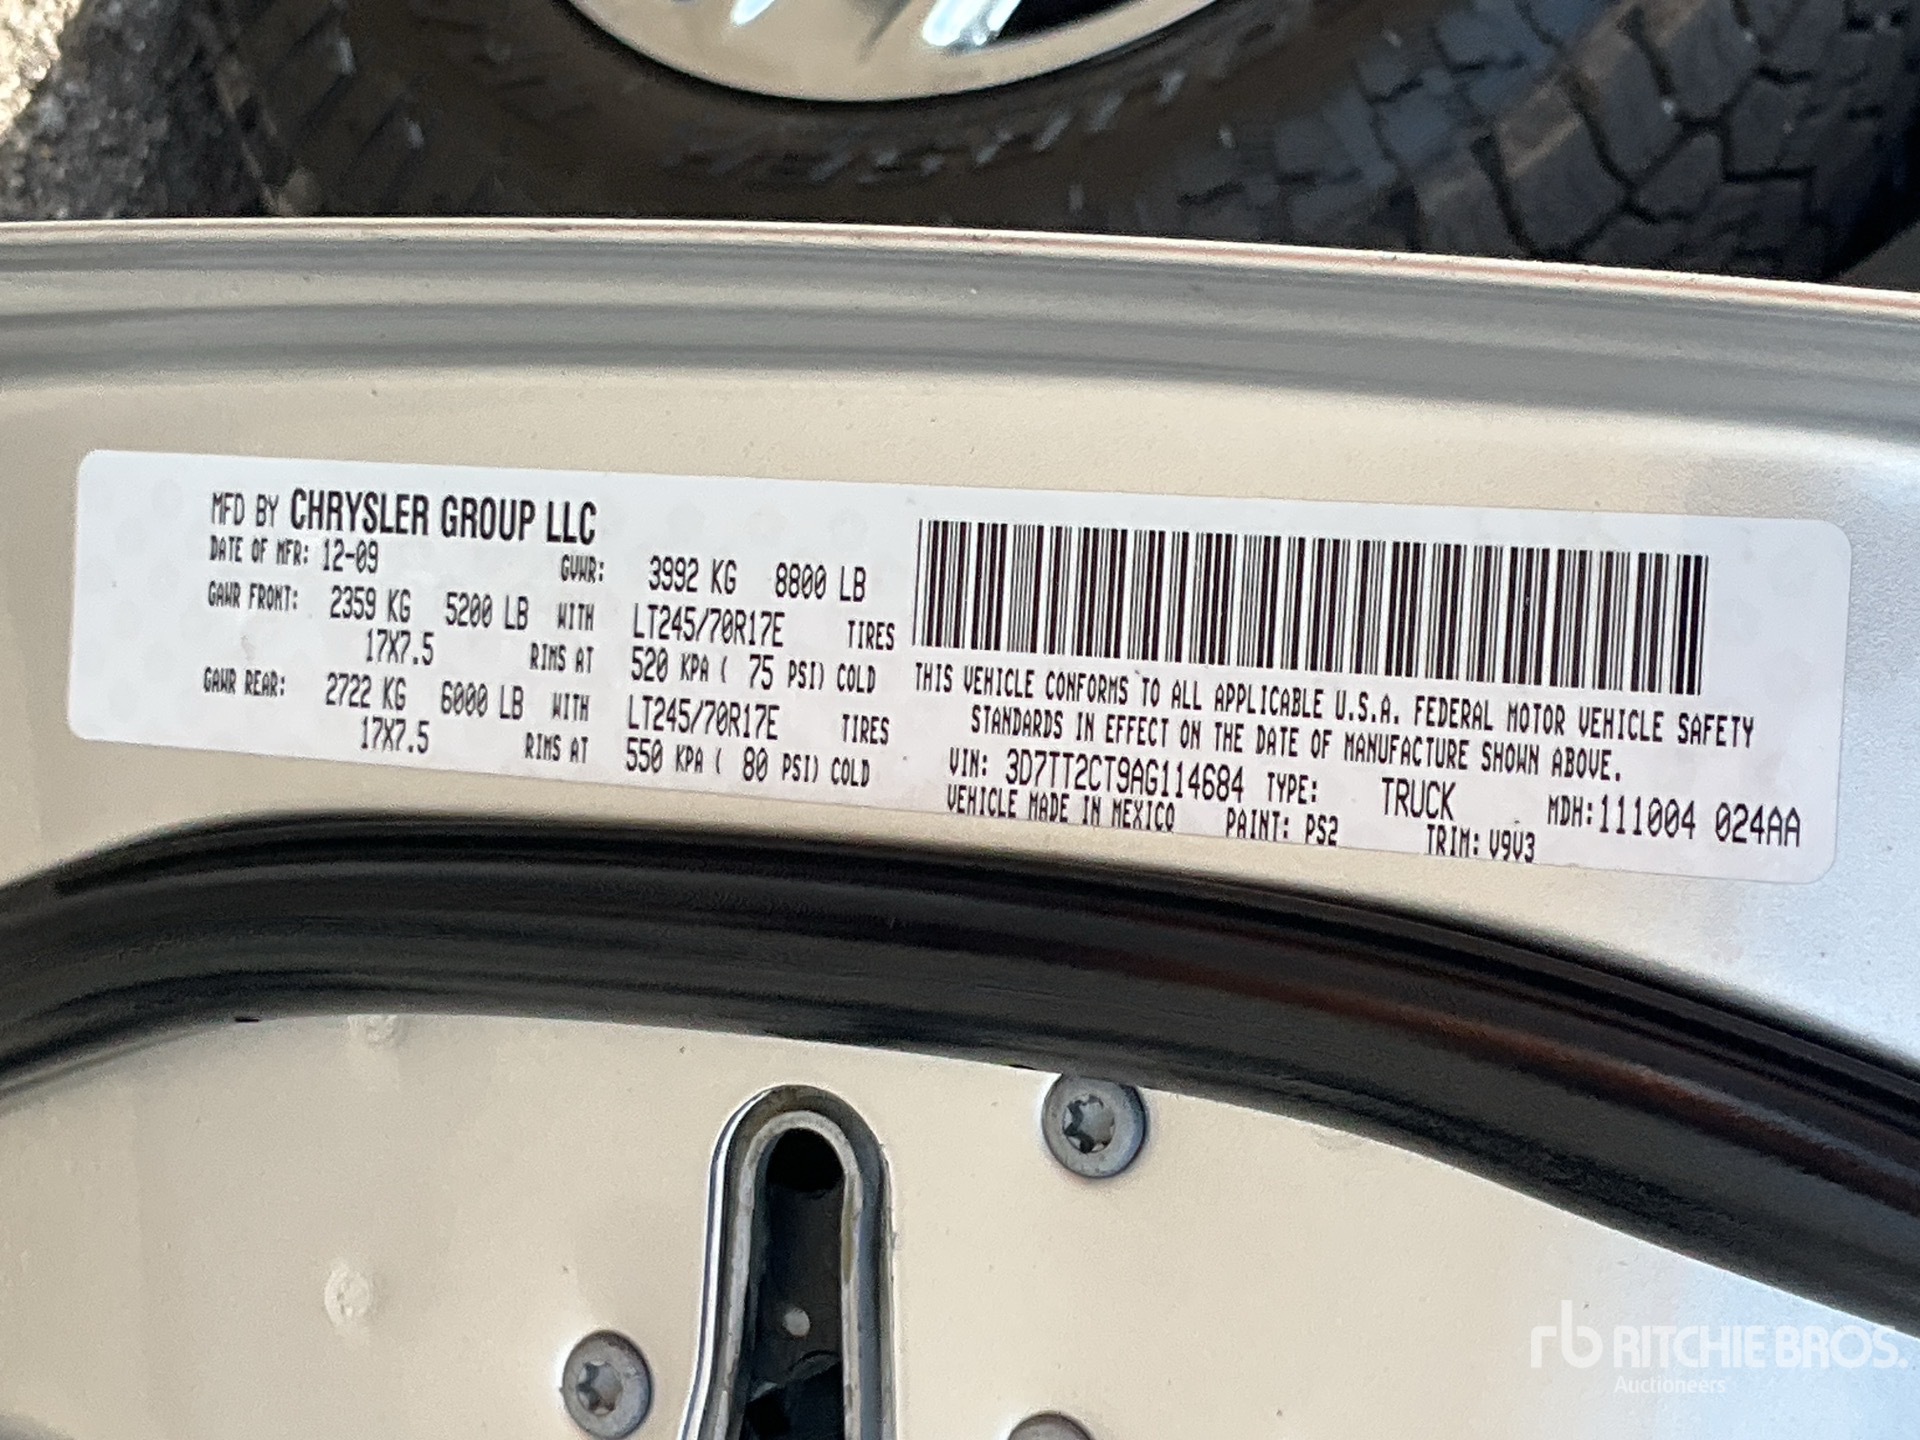 MFD BY CHRYSLER GROUP LLC
DATE OF MFR: 12-09 GVWR: 3992 KG 8800 LB
GAWR FRONT: 2359 KG 5200 LB WITH LT245/70R17E TIRES
17X7.5 RIMS AT 520 KPA ( 75 PSI) COLD
GAWR REAR: 2722 KG 6000 LB WITH LT245/70R17E TIRES
17X7.5 RIMS AT 550 KPA ( 80 PSI) COLD
THIS VEHICLE CONFORMS TO ALL APPLICABLE U.S.A. FEDERAL MOTOR VEHICLE SAFETY
STANDARDS IN EFFECT ON THE DATE OF MANUFACTURE SHOWN ABOVE.
VIN: 3D7TT2CT9AG114684 TYPE: TRUCK MDH:111004 024AA
VEHICLE MADE IN MEXICO PAINT: PS2 TRIM: V9V3
rb RITCHIE BROS.
Auctioneers